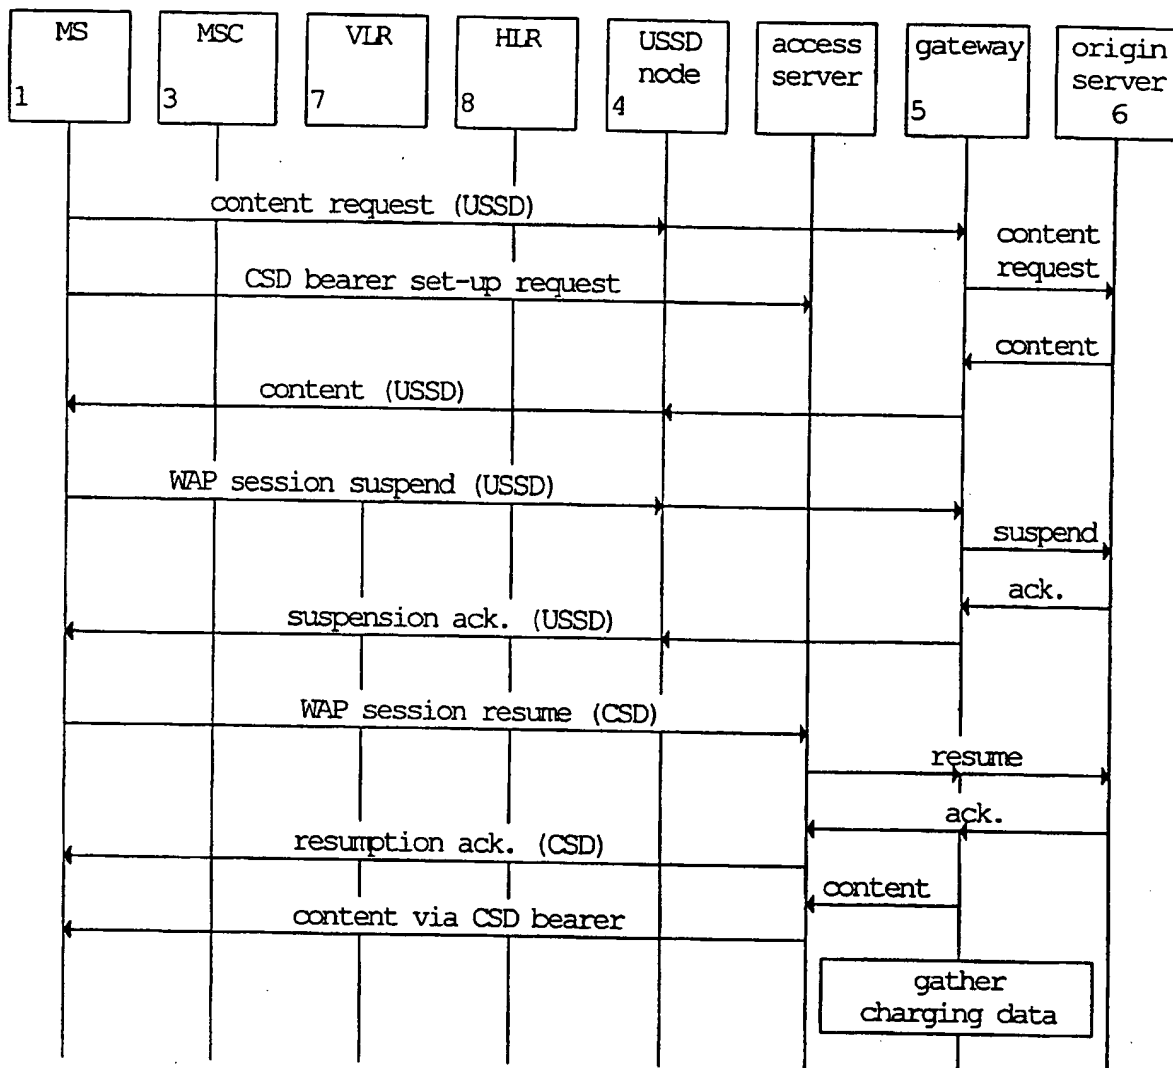 MS
1
MSC
3
VLR
7
HLR
8
USSD
node
4
access
server
gateway
5
origin
server
6
content request (USSD)
content
request
CSD bearer set-up request
content
content (USSD)
WAP session suspend (USSD)
suspend
ack.
suspension ack. (USSD)
WAP session resume (CSD)
resume
ack.
resumption ack. (CSD)
content
content via CSD bearer
gather
charging data